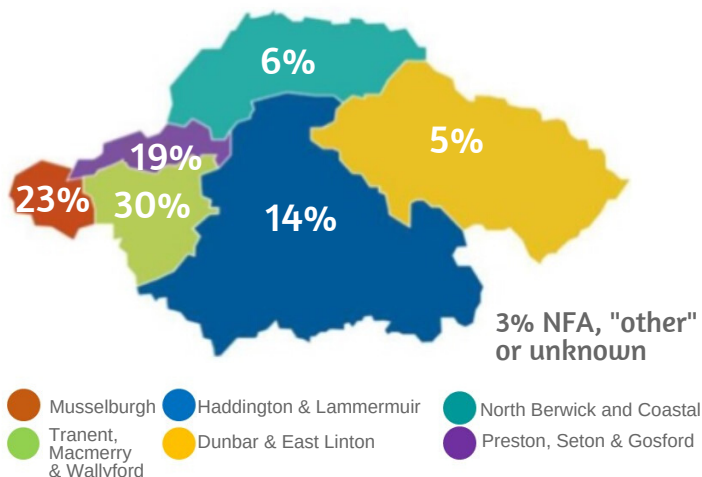 6%
5%
19%
23%
30%
14%
3% NFA, "other"
or unknown
Musselburgh
Haddington & Lammermuir
North Berwick and Coastal
Tranent,
Macmerry
& Wallyford
Dunbar & East Linton
Preston, Seton & Gosford